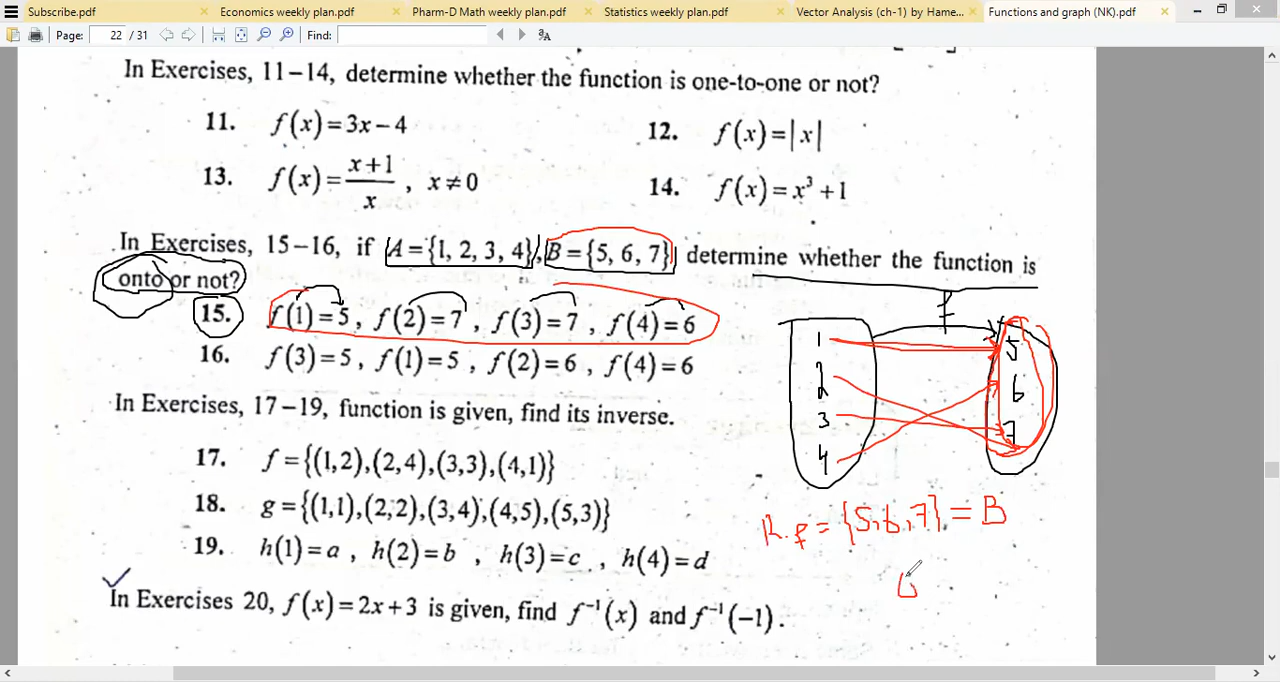 Subscribe.pdf × Economics weekly plan.pdf × Pharm-D Math weekly plan.pdf × Statistics weekly plan.pdf × Vector Analysis (ch-1) by Hame... × Functions and graph (NK).pdf ×
Page: 22 / 31 Find:
In Exercises, 11–14, determine whether the function is one-to-one or not?
11. f(x)=3x–4
12. f(x)=|x|
13. f(x)=(x+1)/x , x≠0
14. f(x)=x³+1
In Exercises, 15–16, if A={1, 2, 3, 4}, B={5, 6, 7} determine whether the function is
onto or not?
15. f(1)=5, f(2)=7, f(3)=7, f(4)=6
16. f(3)=5, f(1)=5, f(2)=6, f(4)=6
f
1 5
2 6
3 7
4
In Exercises, 17–19, function is given, find its inverse.
17. f={(1,2),(2,4),(3,3),(4,1)}
18. g={(1,1),(2,2),(3,4),(4,5),(5,3)}
R.f = {5,6,7} = B
19. h(1)=a , h(2)=b , h(3)=c , h(4)=d
In Exercises 20, f(x)=2x+3 is given, find f⁻¹(x) and f⁻¹(–1).